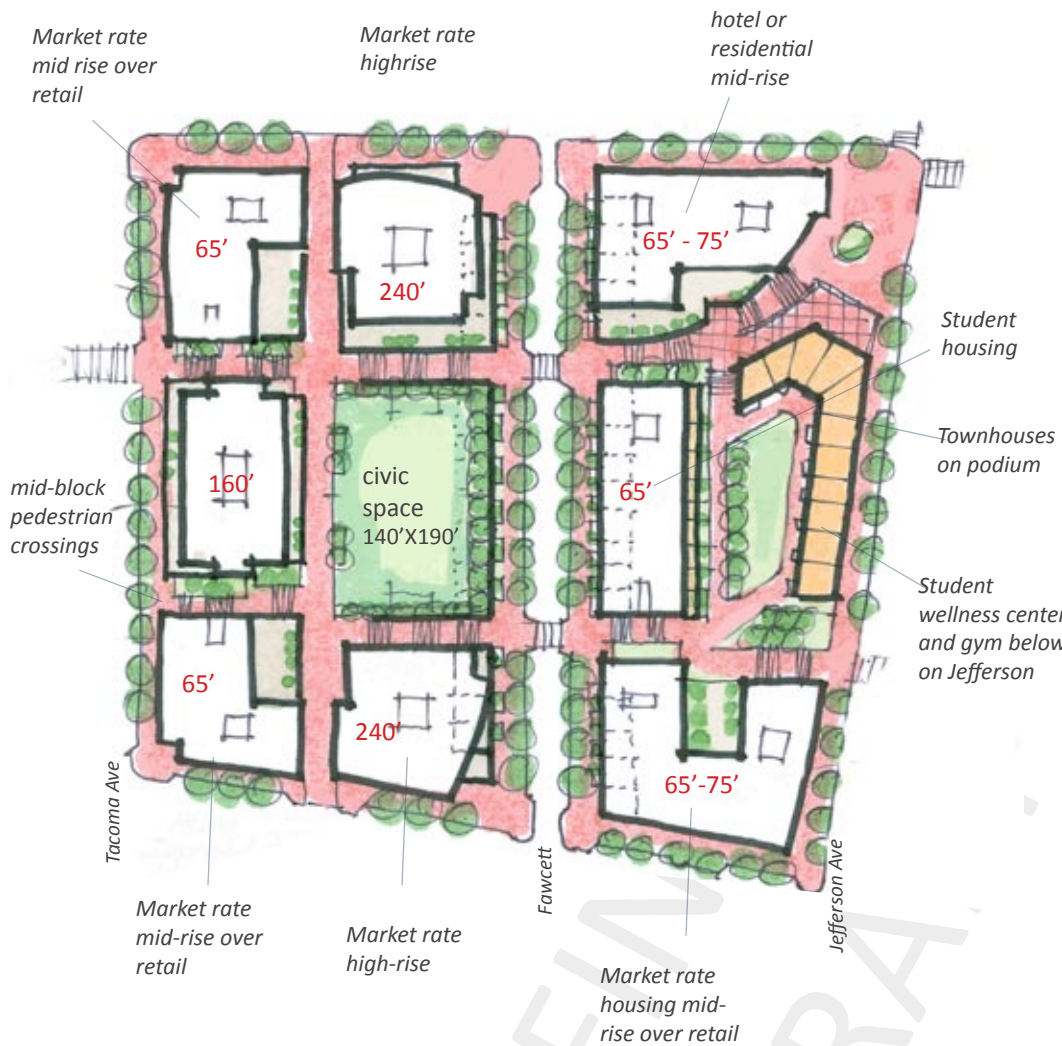 Market rate
mid rise over
retail
Market rate
highrise
hotel or
residential
mid-rise
65’
240’
65’ - 75’
Student
housing
Townhouses
on podium
mid-block
pedestrian
crossings
160’
civic
space
140’X190’
65’
Student
wellness center
and gym below
on Jefferson
65’
240’
65’-75’
Tacoma Ave
Fawcett
Jefferson Ave
Market rate
mid-rise over
retail
Market rate
high-rise
Market rate
housing mid-
rise over retail